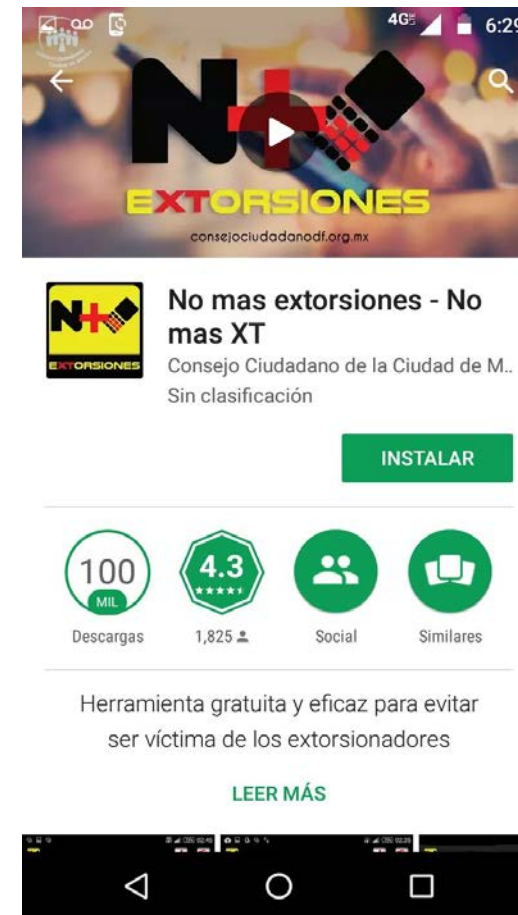 4G
6:29
N+
EXTORSIONES
consejociudadanodf.org.mx
N+
EXTORSIONES
No mas extorsiones - No
mas XT
Consejo Ciudadano de la Ciudad de M..
Sin clasificación
INSTALAR
100
MIL
4.3
Descargas
1,825
Social
Similares
Herramienta gratuita y eficaz para evitar
ser víctima de los extorsionadores
LEER MÁS